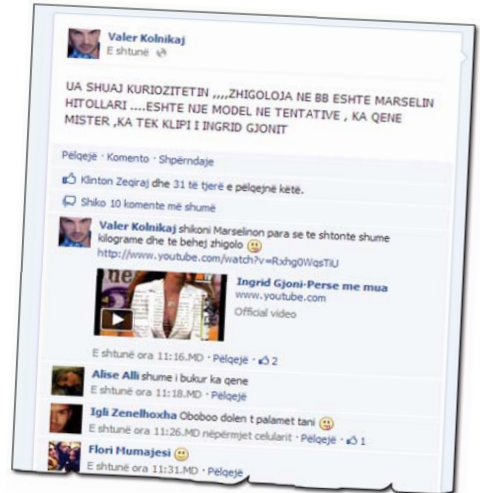 Valer Kolnikaj
E shtunë
UA SHUAJ KURIOZITETIN ,,,,ZHIGOLOJA NE BB ESHTE MARSELIN
HITOLLARI ....ESHTE NJE MODEL NE TENTATIVE , KA QENE
MISTER ,KA TEK KLIPI I INGRID GJONIT
Pëlqejë · Komento · Shpërndaje
Klinton Zeqiraj dhe 31 të tjerë e pëlqejnë këtë.
Shiko 10 komente më shumë
Valer Kolnikaj shikoni Marselinon para se te shtonte shume
kilograme dhe te behej zhigolo
http://www.youtube.com/watch?v=Rxhg0WqsTiU
Ingrid Gjoni-Perse me mua
www.youtube.com
Official video
E shtunë ora 11:16.MD · Pëlqejë · 2
Alise Alli shume i bukur ka qene
E shtunë ora 11:18.MD · Pëlqejë
Igli Zenelhoxha Oboboo dolen t palamet tani
E shtunë ora 11:26.MD nëpërmjet celularit · Pëlqejë · 1
Flori Mumajesi
E shtunë ora 11:31.MD · Pëlqejë